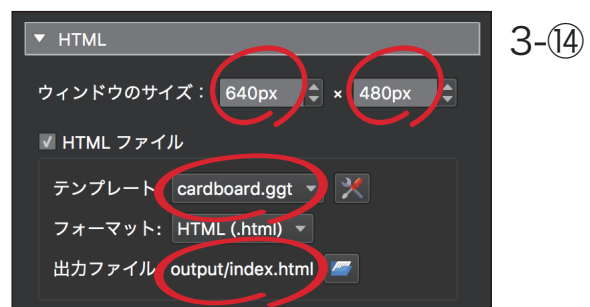 3-⑭
▼ HTML
ウィンドウのサイズ： 640px × 480px
HTML ファイル
テンプレート cardboard.ggt
フォーマット: HTML (.html)
出力ファイル output/index.html